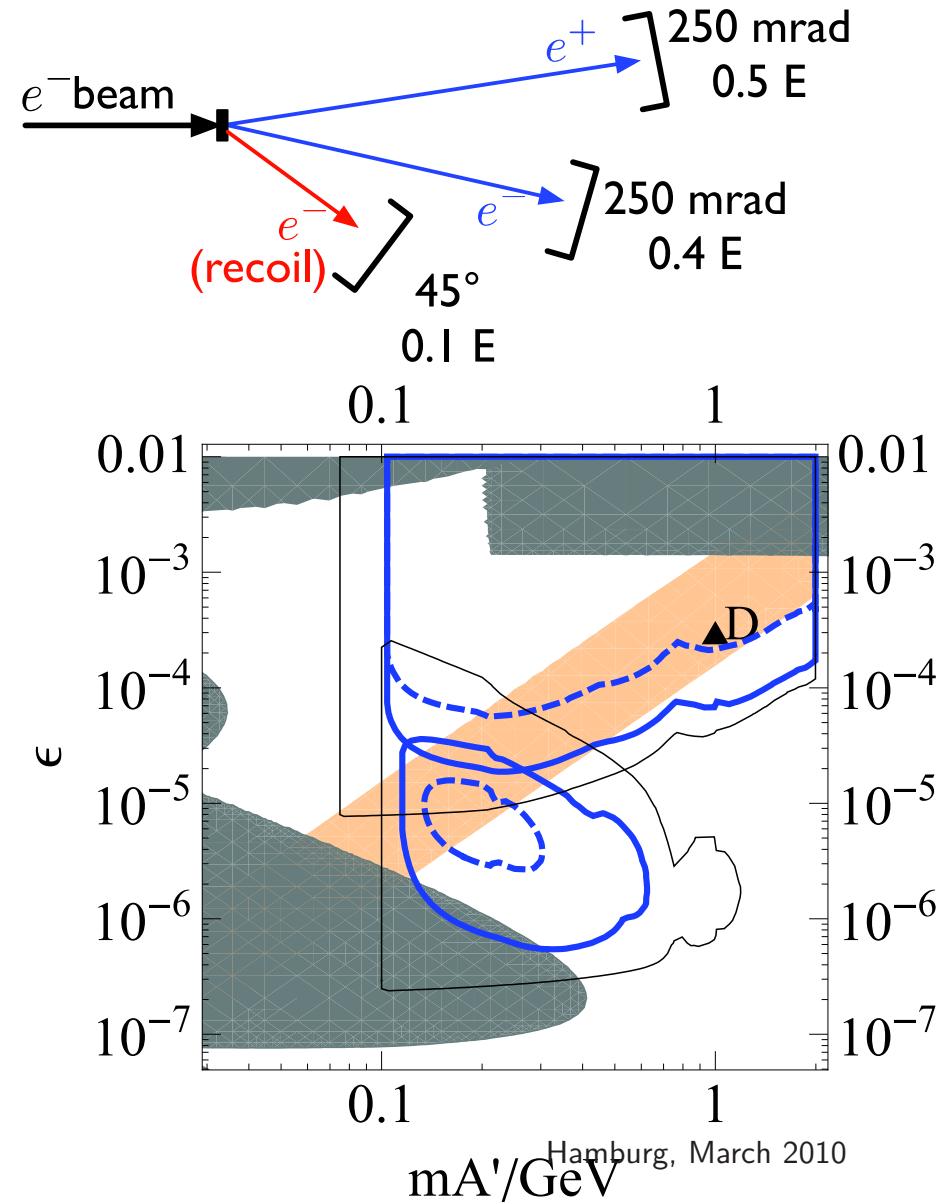 e⁺ 250 mrad
0.5 E
e⁻beam
e⁻ 250 mrad
0.4 E
e⁻
(recoil)
45°
0.1 E
0.1 1
0.01 0.01
10⁻³ 10⁻³
D
10⁻⁴ 10⁻⁴
ϵ
10⁻⁵ 10⁻⁵
10⁻⁶ 10⁻⁶
10⁻⁷ 10⁻⁷
0.1 1
Hamburg, March 2010
mA'/GeV